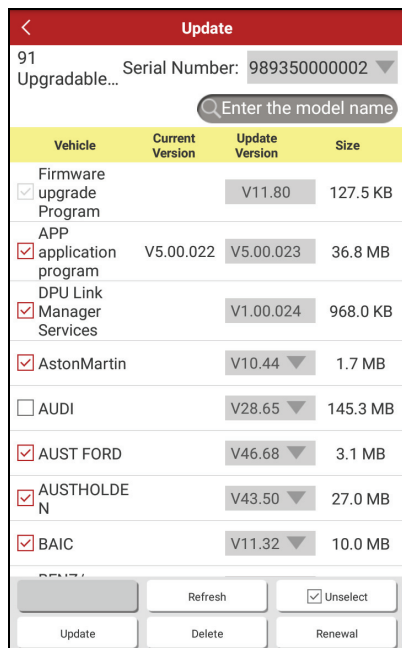 Update
91
Upgradable...
Serial Number: 989350000002
Enter the model name
Vehicle Current Version Update Version Size
Firmware upgrade Program V11.80 127.5 KB
APP application program V5.00.022 V5.00.023 36.8 MB
DPU Link Manager Services V1.00.024 968.0 KB
AstonMartin V10.44 1.7 MB
AUDI V28.65 145.3 MB
AUST FORD V46.68 3.1 MB
AUSTHOLDEN V43.50 27.0 MB
BAIC V11.32 10.0 MB
Refresh Unselect
Update Delete Renewal